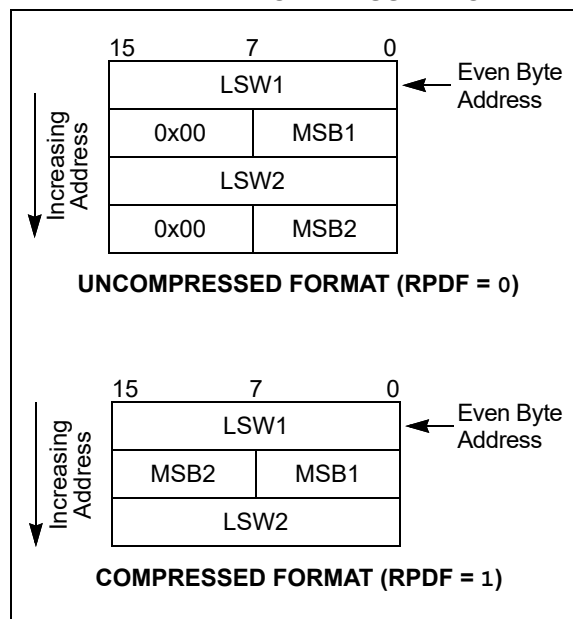 15 7 0
LSW1
Even Byte
Address
0x00 MSB1
LSW2
0x00 MSB2
Increasing
Address
UNCOMPRESSED FORMAT (RPDF = 0)
15 7 0
LSW1
Even Byte
Address
MSB2 MSB1
LSW2
Increasing
Address
COMPRESSED FORMAT (RPDF = 1)